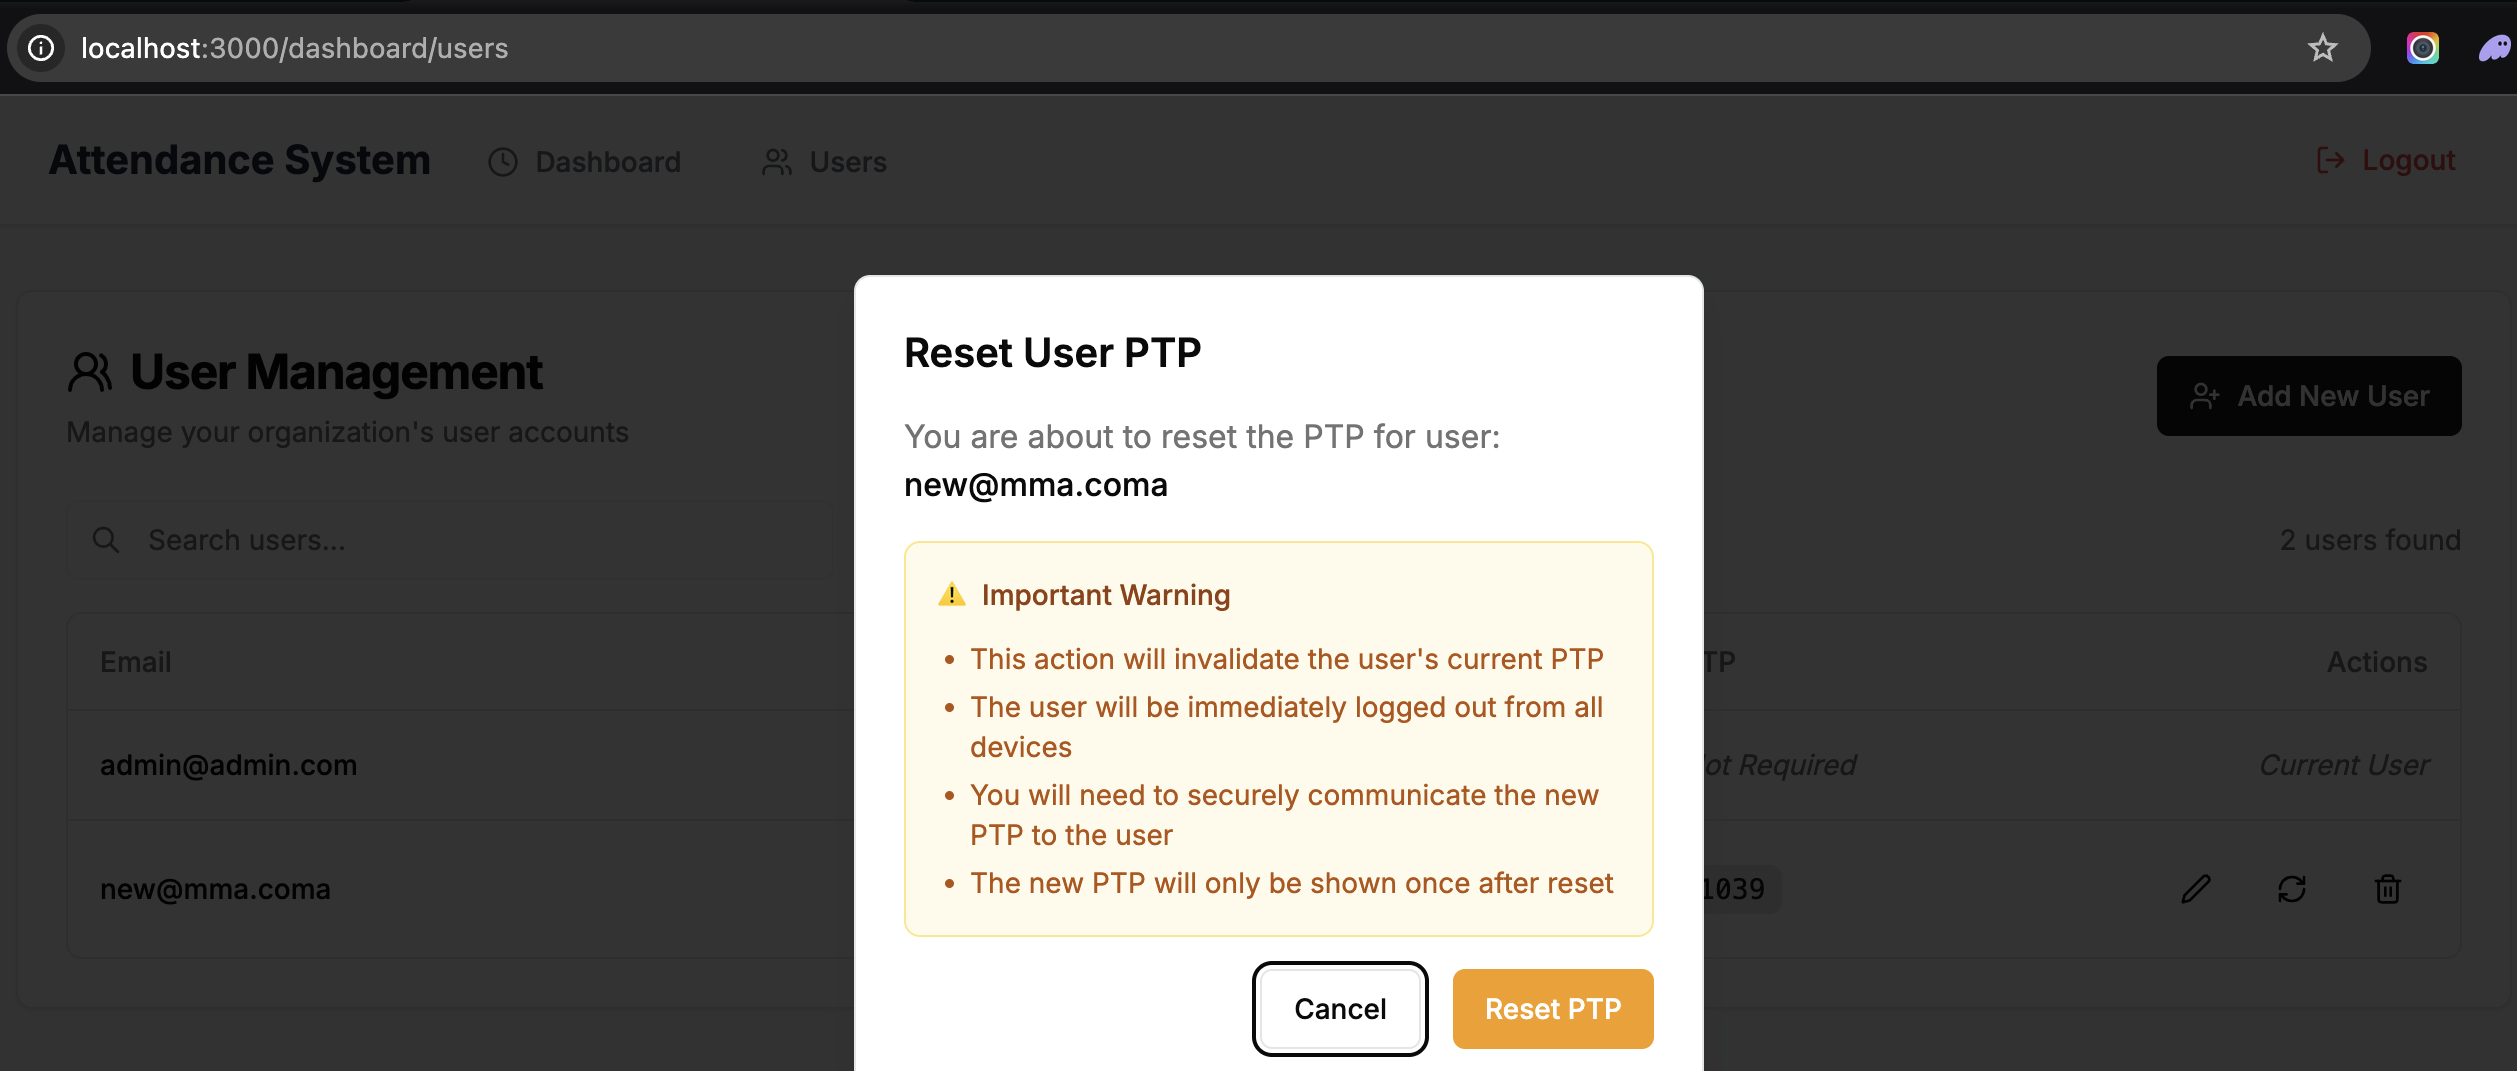 localhost:3000/dashboard/users
Attendance System
Dashboard
Users
Logout
User Management
Manage your organization's user accounts
Add New User
Search users...
2 users found
Email
TP
Actions
admin@admin.com
ot Required
Current User
new@mma.coma
1039
Reset User PTP
You are about to reset the PTP for user:
new@mma.coma
⚠️ Important Warning
• This action will invalidate the user's current PTP
• The user will be immediately logged out from all
devices
• You will need to securely communicate the new
PTP to the user
• The new PTP will only be shown once after reset
Cancel
Reset PTP